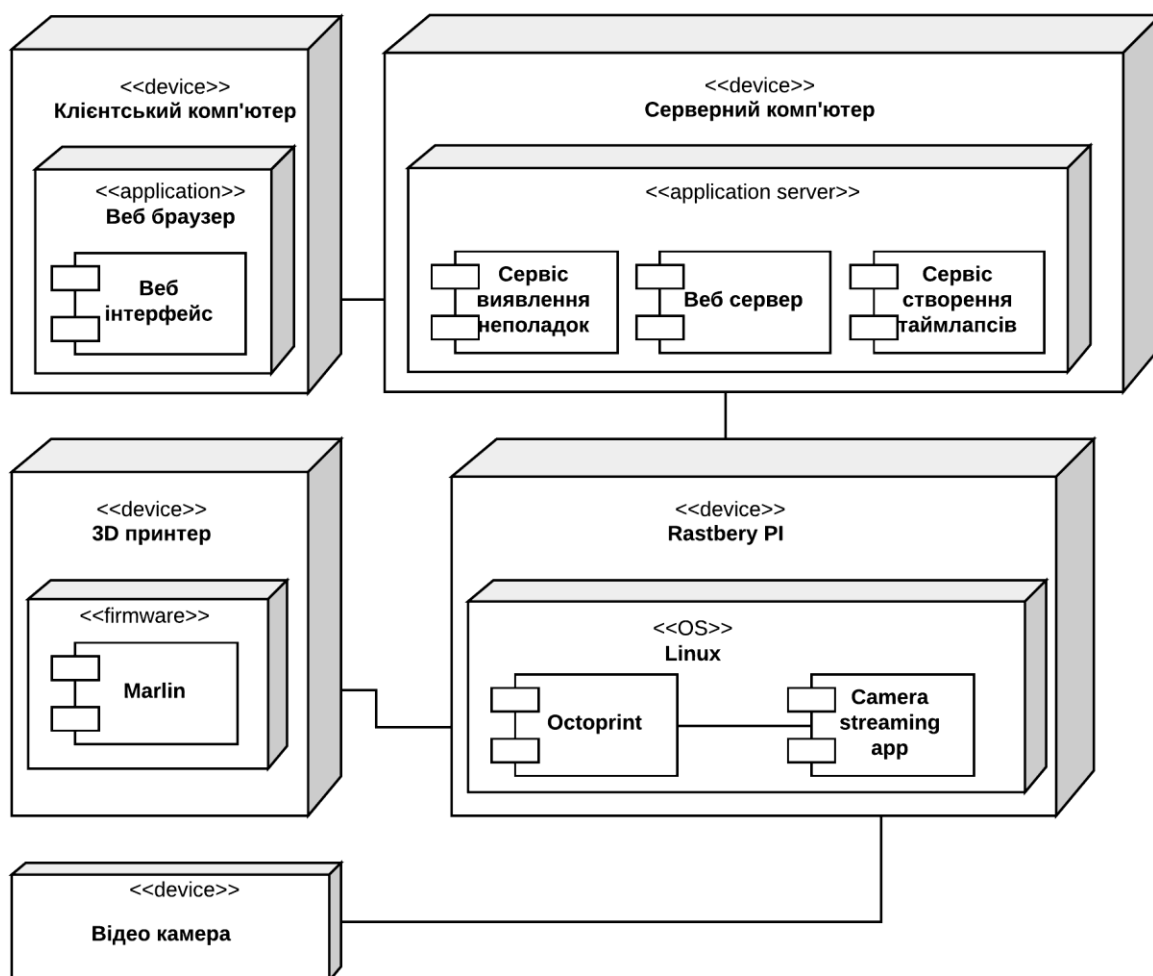 <<device>>
Клієнтський комп'ютер
<<application>>
Веб браузер
Веб
інтерфейс
<<device>>
Серверний комп'ютер
<<application server>>
Сервіс
виявлення
неполадок
Веб сервер
Сервіс
створення
таймлапсів
<<device>>
3D принтер
<<firmware>>
Marlin
<<device>>
Rastbery PI
<<OS>>
Linux
Octoprint
Camera
streaming
app
<<device>>
Відео камера